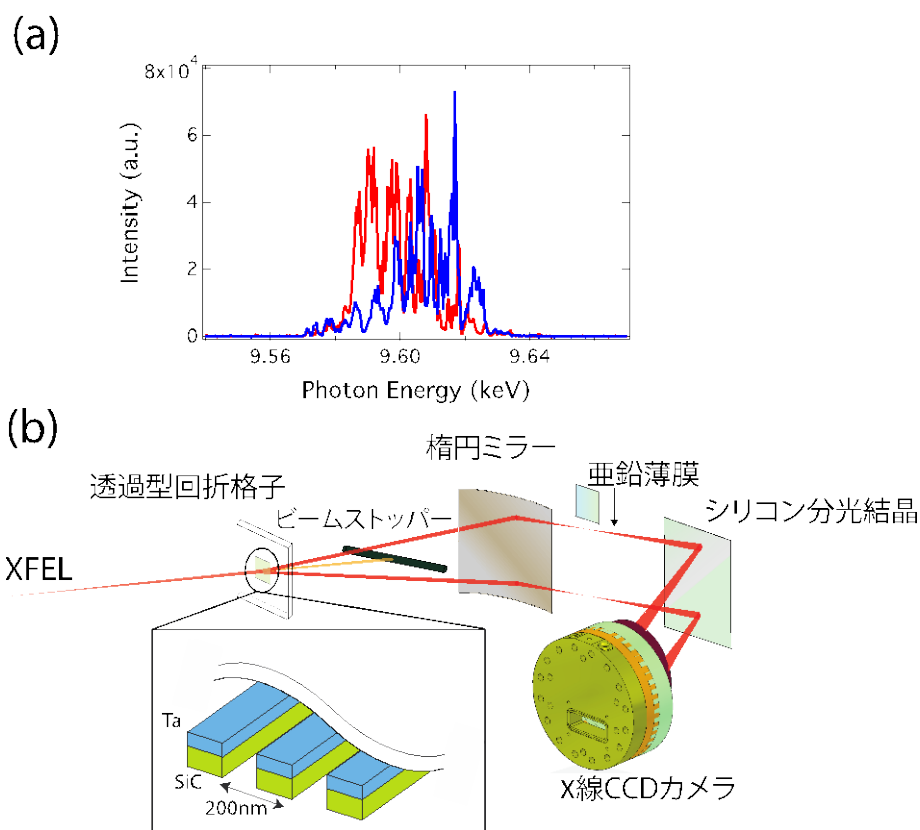 (a)
8x10⁴
6
4
2
0
Intensity (a.u.)
9.56
9.60
9.64
Photon Energy (keV)
(b)
楕円ミラー
亜鉛薄膜
透過型回折格子
ビームストッパー
シリコン分光結晶
XFEL
Ta
SiC
200nm
X線CCDカメラ